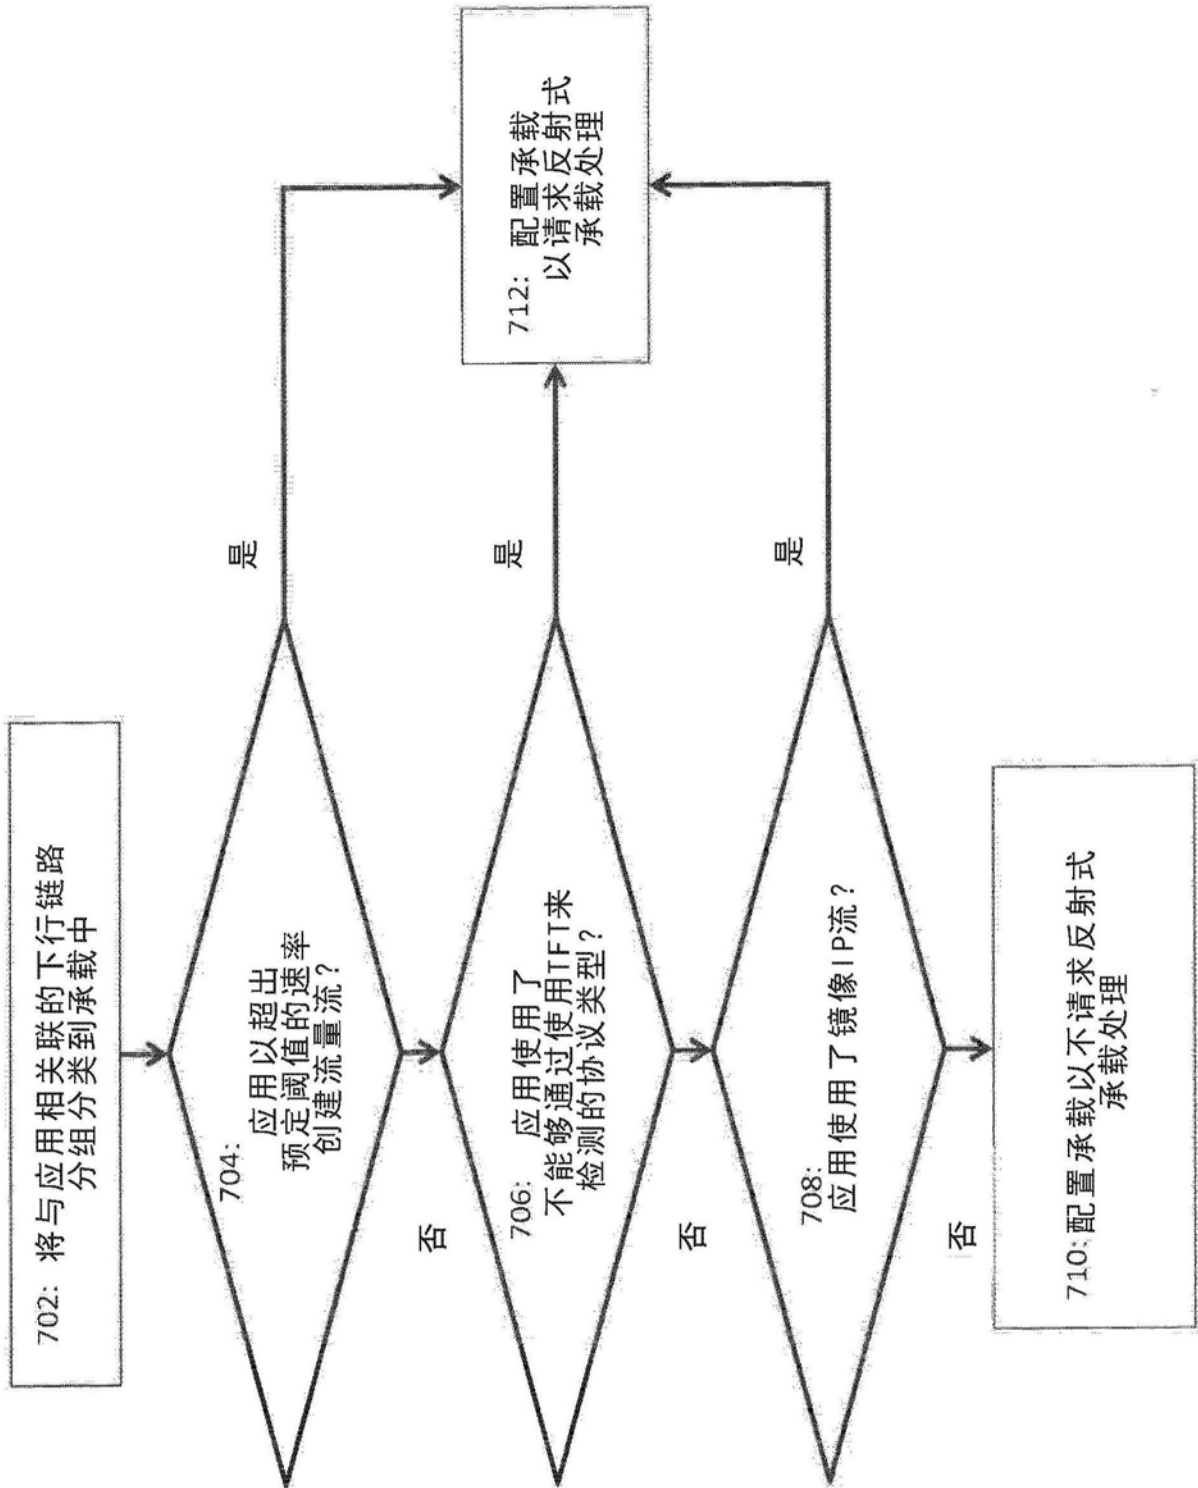 702: 将与应用相关联的下行链路
分组分类到承载中
704:
应用以超出
预定阈值的速率
创建流量流？
是
否
706: 应用使用了
不能够通过使用TFT来
检测的协议类型？
是
否
708:
应用使用了镜像IP流？
是
否
710: 配置承载以不请求反射式
承载处理
712: 配置承载
以请求反射式
承载处理